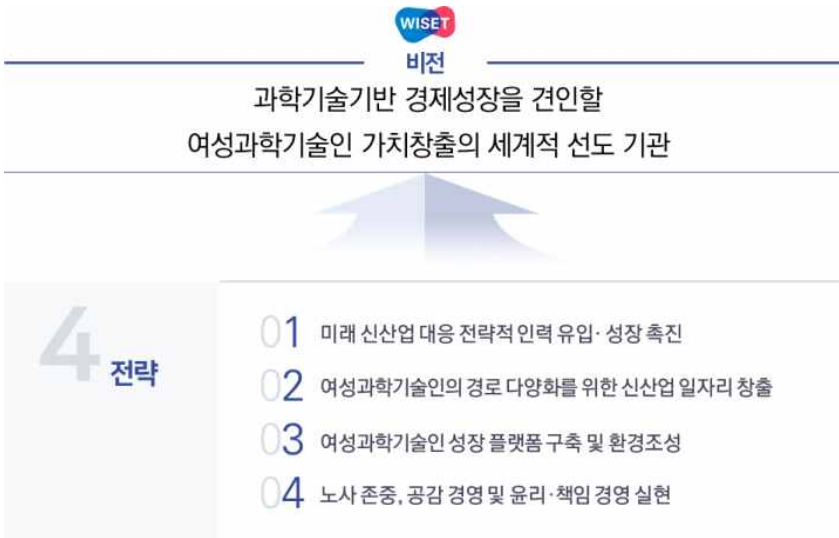 WISET
비전
과학기술기반 경제성장을 견인할
여성과학기술인 가치창출의 세계적 선도 기관
4 전략
01 미래 신산업 대응 전략적 인력 유입·성장 촉진
02 여성과학기술인의 경로 다양화를 위한 신산업 일자리 창출
03 여성과학기술인 성장 플랫폼 구축 및 환경조성
04 노사 존중, 공감 경영 및 윤리·책임 경영 실현